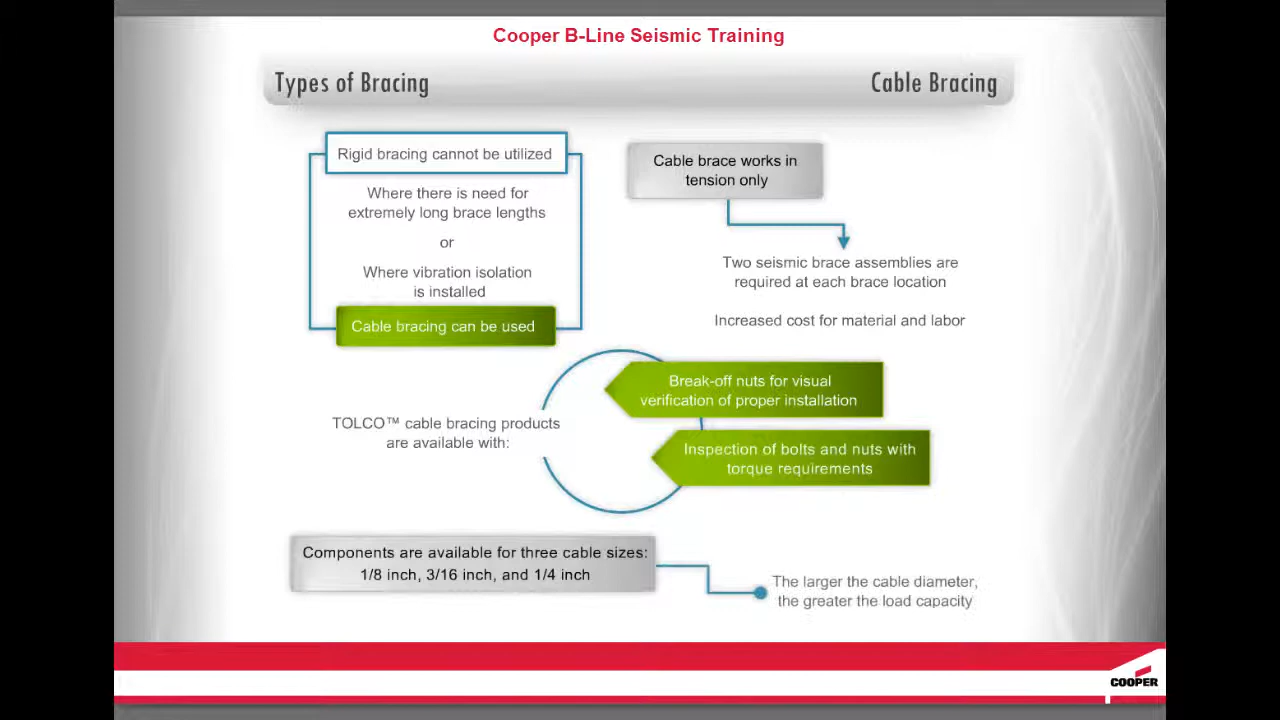 Cooper B-Line Seismic Training
Types of Bracing
Cable Bracing
Rigid bracing cannot be utilized
Where there is need for
extremely long brace lengths
or
Where vibration isolation
is installed
Cable bracing can be used
Cable brace works in
tension only
Two seismic brace assemblies are
required at each brace location
Increased cost for material and labor
TOLCO™ cable bracing products
are available with:
Break-off nuts for visual
verification of proper installation
Inspection of bolts and nuts with
torque requirements
Components are available for three cable sizes:
1/8 inch, 3/16 inch, and 1/4 inch
The larger the cable diameter,
the greater the load capacity
COOPER